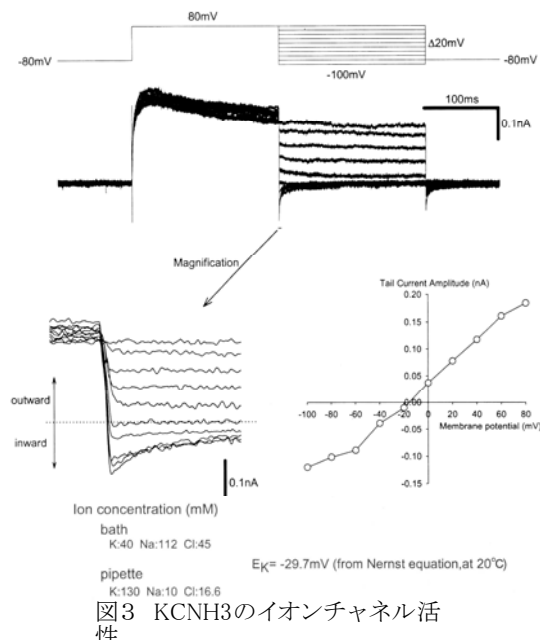 80mV
-80mV
Δ20mV
-80mV
-100mV
100ms
0.1nA
Magnification
outward
inward
0.1nA
Tail Current Amplitude (nA)
0.20
0.15
0.10
0.05
0.00
-0.05
-0.10
-0.15
-100 -80 -60 -40 -20 0 20 40 60 80
Membrane potential (mV)
Ion concentration (mM)
bath
K:40 Na:112 Cl:45
pipette
K:130 Na:10 Cl:16.6
EK= -29.7mV (from Nernst equation,at 20℃)
図3 KCNH3のイオンチャネル活
性